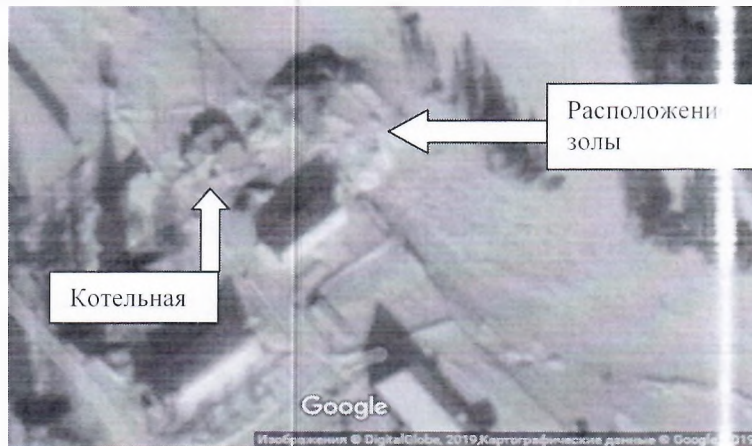 Расположени
золы
Котельная
Google
Изображения © DigitalGlobe, 2019,Картографические данные © Google,